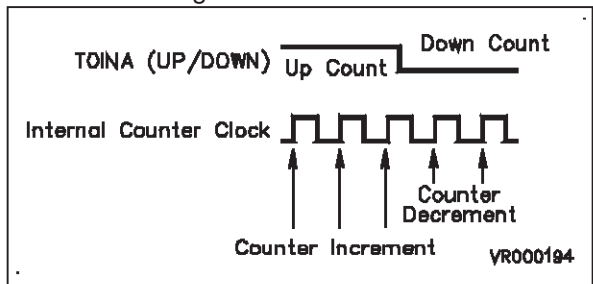 Down Count
TOINA (UP/DOWN) Up Count
Internal Counter Clock
Counter
Decrement
Counter Increment
VR000194